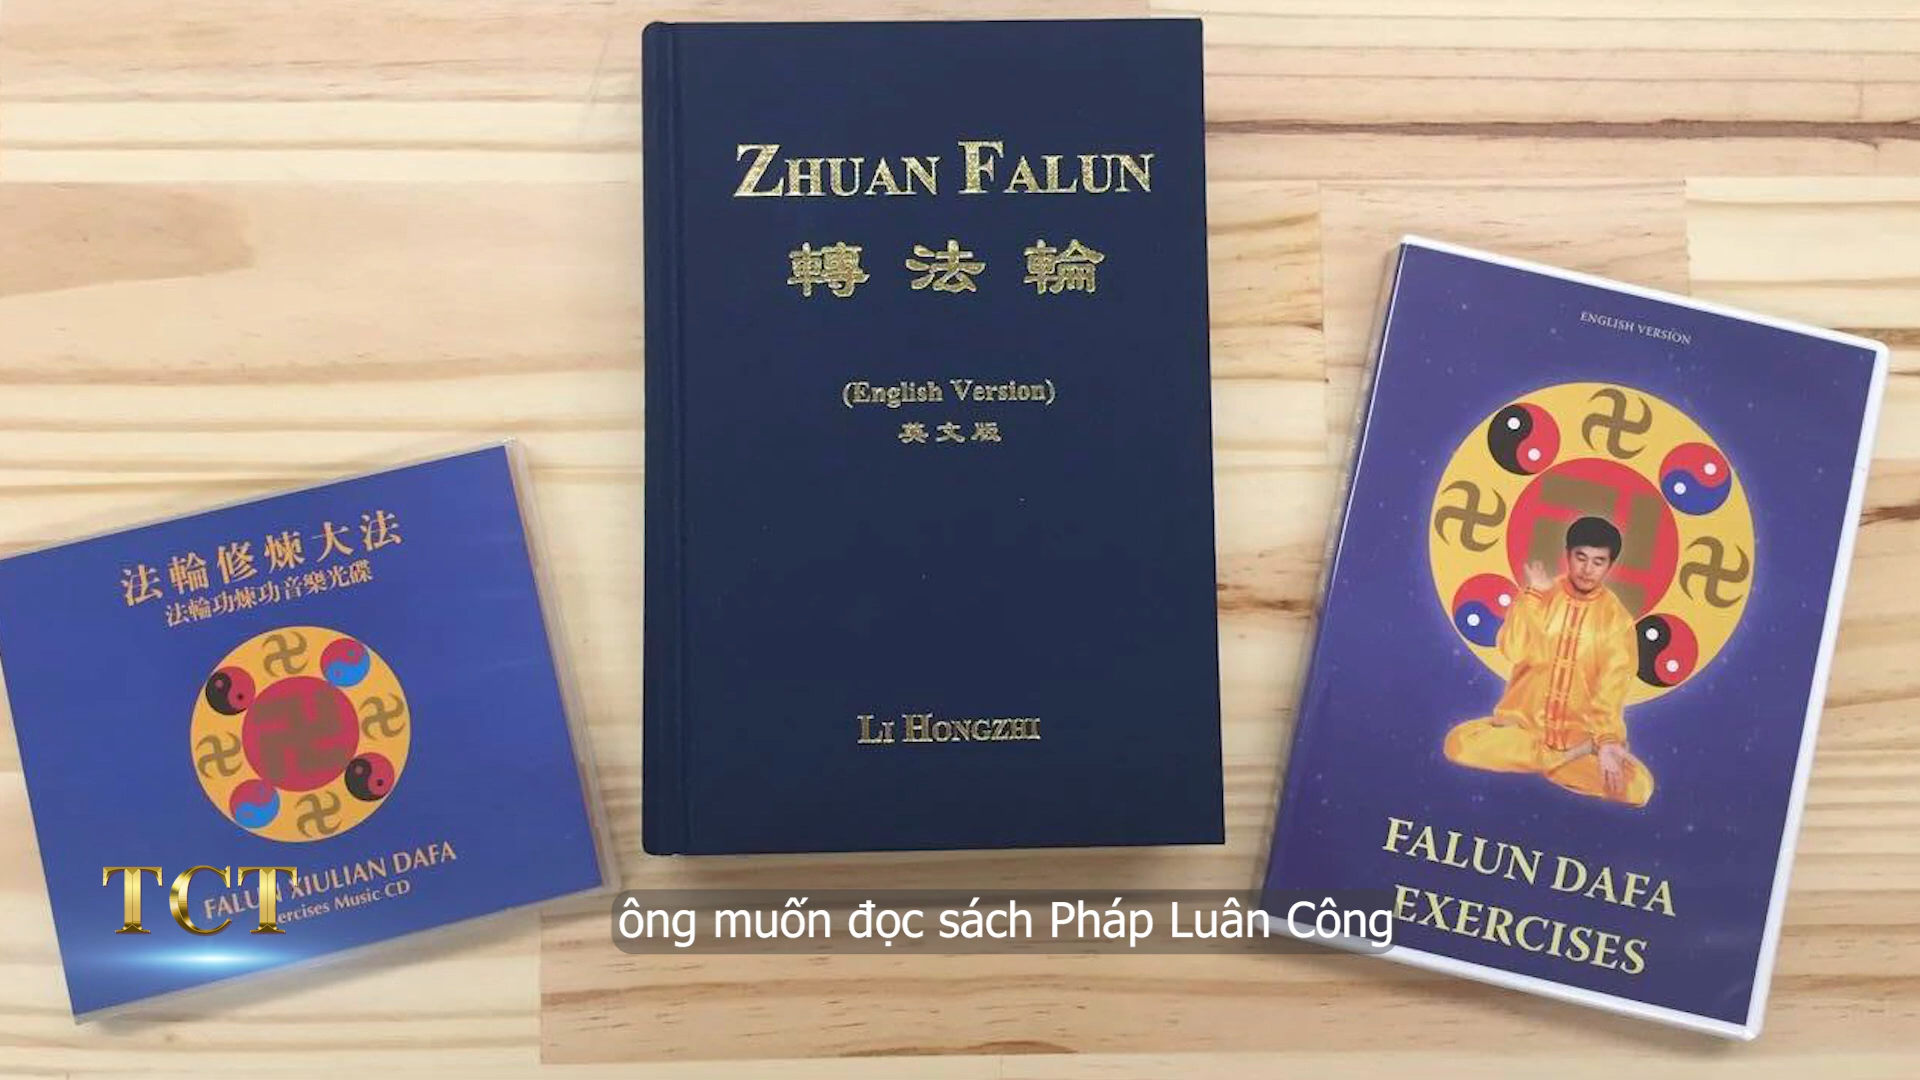 ZHUAN FALUN
轉法輪
(English Version)
英文版
LI HONGZHI
法輪修煉大法
法輪功煉功音樂光碟
FALUN XIULIAN DAFA
Music CD
ENGLISH VERSION
FALUN DAFA
EXERCISES
TCT
ông muốn đọc sách Pháp Luân Công